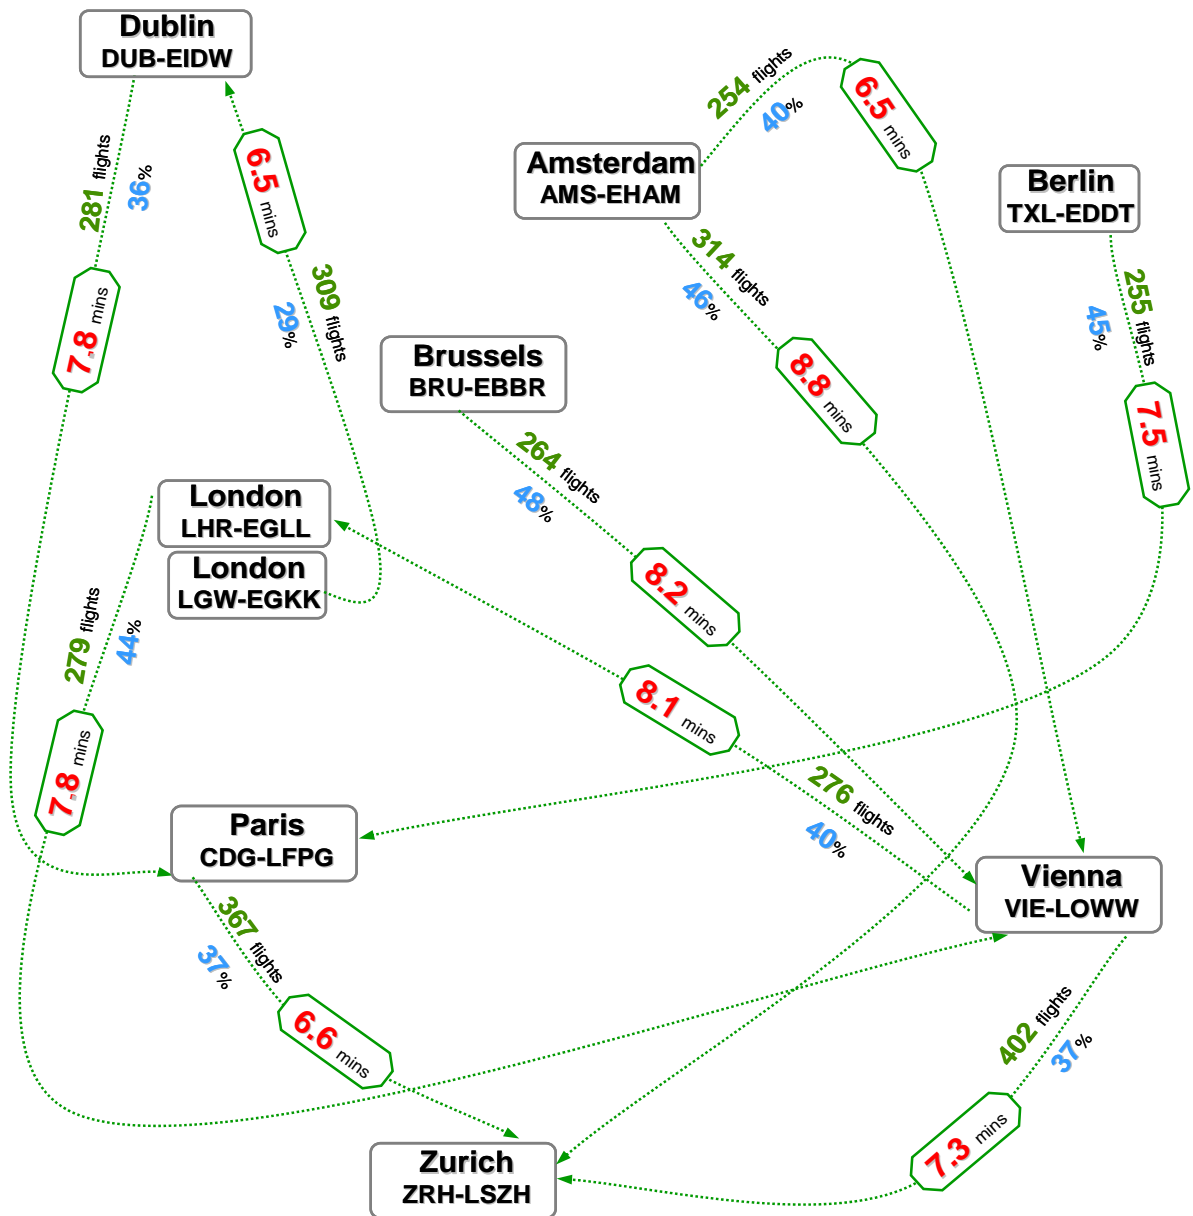 Dublin
DUB-EIDW
254 flights
40%
6.5 mins
281 flights
36%
6.5 mins
Amsterdam
AMS-EHAM
Berlin
TXL-EDDT
7.8 mins
309 flights
29%
314 flights
46%
255 flights
45%
Brussels
BRU-EBBR
8.8 mins
7.5 mins
264 flights
48%
London
LHR-EGLL
London
LGW-EGKK
8.2 mins
279 flights
44%
8.1 mins
7.8 mins
276 flights
40%
Paris
CDG-LFPG
Vienna
VIE-LOWW
367 flights
37%
6.6 mins
402 flights
37%
7.3 mins
Zurich
ZRH-LSZH